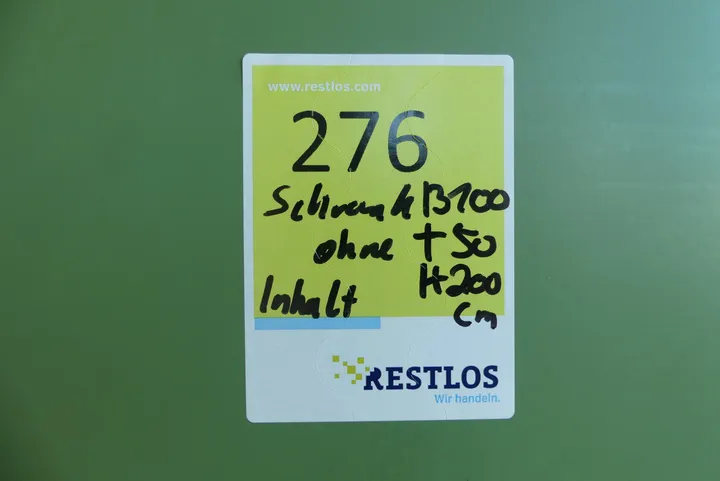 www.restlos.com
276
Schrank B100
ohne T50
Inhalt H200
cm
RESTLOS
Wir handeln.